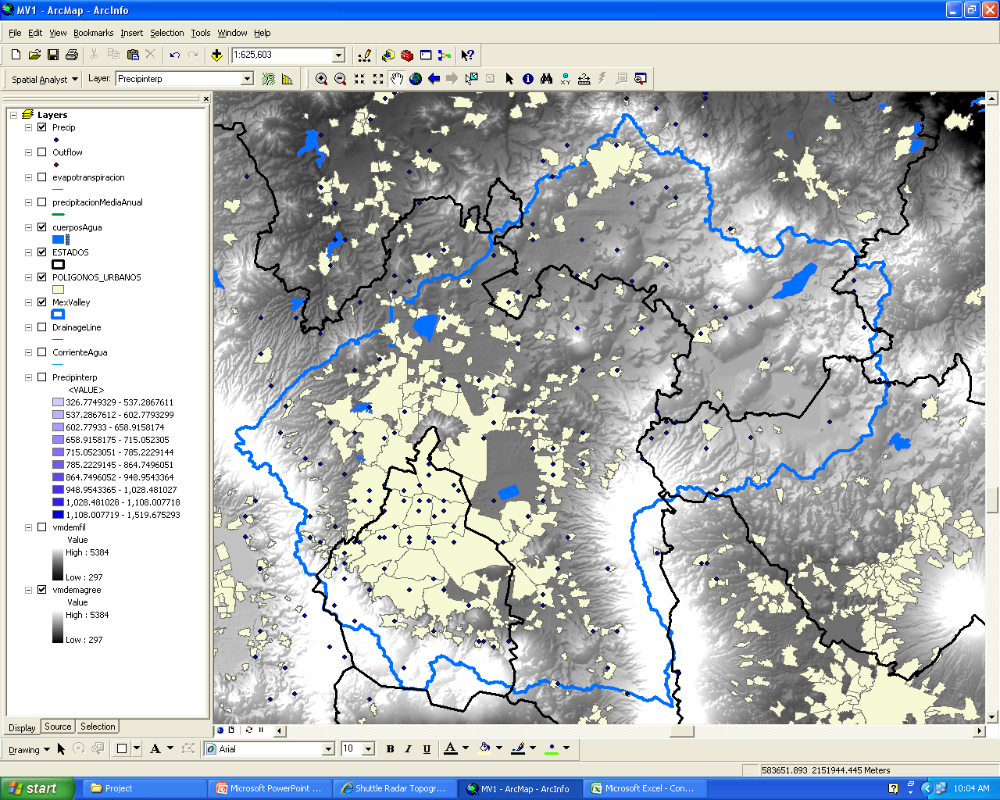 MV1 - ArcMap - ArcInfo
File Edit View Bookmarks Insert Selection Tools Window Help
1:625,603
Spatial Analyst Layer: Precipinterp
Layers
Precip
Outflow
evapotranspiracion
precipitacionMediaAnual
cuerposAgua
ESTADOS
POLIGONOS_URBANOS
MexValley
DrainageLine
CorrienteAgua
Precipinterp
<VALUE>
326.7749329 - 537.2867611
537.2867612 - 602.7793299
602.77933 - 658.9158174
658.9158175 - 715.052305
715.0523051 - 785.2229144
785.2229145 - 864.7496051
864.7496052 - 948.9543364
948.9543365 - 1,028.481027
1,028.481028 - 1,108.007718
1,108.007719 - 1,519.675293
vmdemfil
Value
High : 5384
Low : 297
vmdemagree
Value
High : 5384
Low : 297
Display Source Selection
Drawing A Arial 10 B I U A
583651.893 2151944.445 Meters
start Project Microsoft PowerPoint ... Shuttle Radar Topogr... MV1 - ArcMap - ArcInfo Microsoft Excel - Con... 10:04 AM